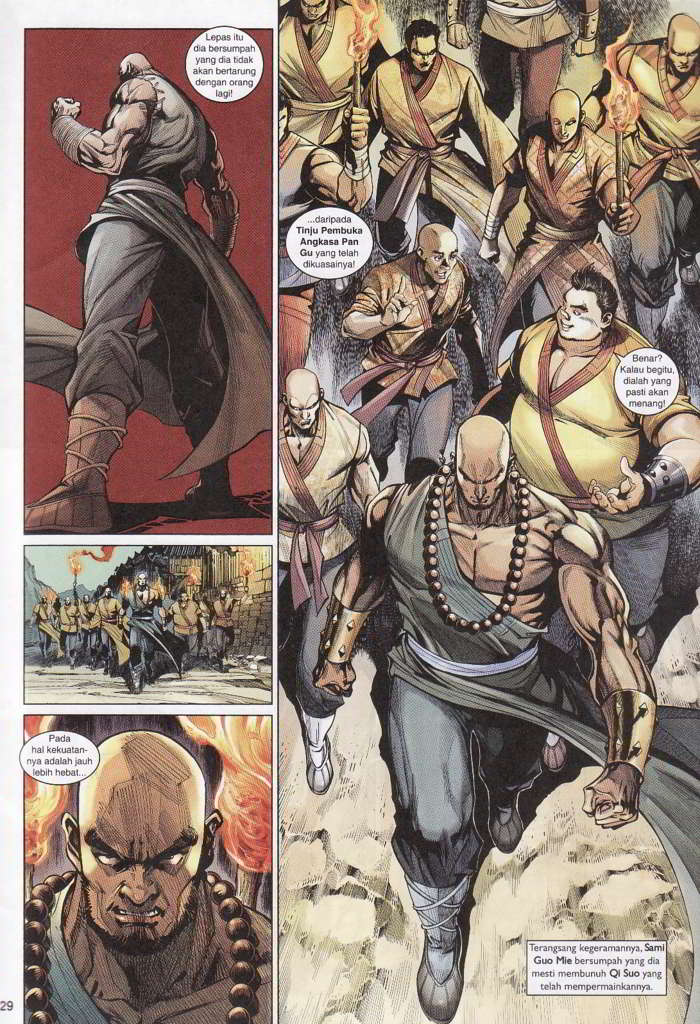 Lepas itu
dia bersumpah
yang dia tidak
akan bertarung
dengan orang
lagi!
Pada
hal kekuatan-
nya adalah jauh
lebih hebat...
...daripada
Tinju Pembuka
Angkasa Pan
Gu yang telah
dikuasainya!
Benar?
Kalau begitu,
dialah yang
pasti akan
menang!
Terangsang kegeramannya, Sami
Guo Mie bersumpah yang dia
mesti membunuh Qi Suo yang
telah mempermainkannya.
29